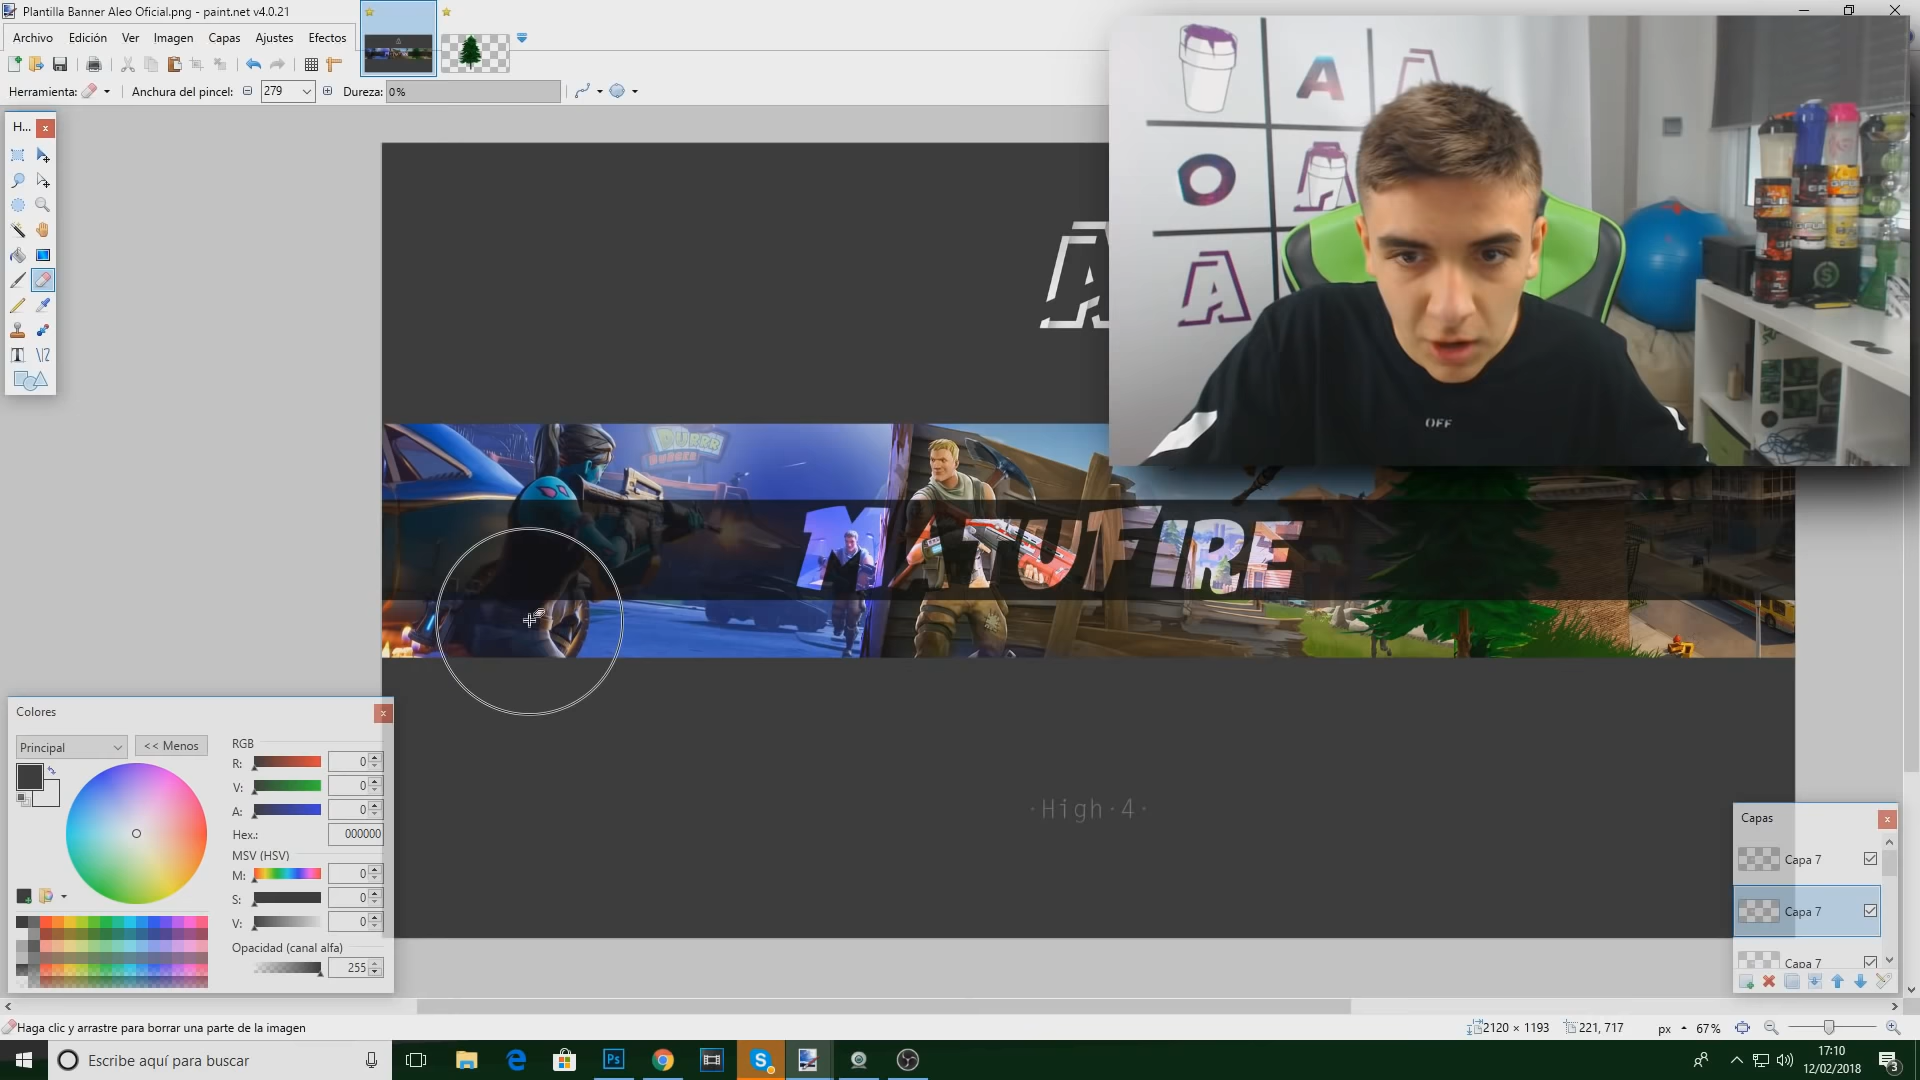 Plantilla Banner Aleo Oficial.png - paint.net v4.0.21
Archivo Edición Ver Imagen Capas Ajustes Efectos
Herramienta: Anchura del pincel: 279 Dureza: 0%
H...
A
O
A
A
A
OFF
DURRR
BURGER
MATUFIRE
·High·4·
Colores
Principal << Menos
RGB
R: 0
V: 0
A: 0
Hex.: 000000
MSV (HSV)
M: 0
S: 0
V: 0
Opacidad (canal alfa)
255
Capas
Capa 7
Capa 7
Capa 7
Haga clic y arrastre para borrar una parte de la imagen
2120 × 1193 221, 717 px 67%
Escribe aquí para buscar
Ps
17:10
12/02/2018
3